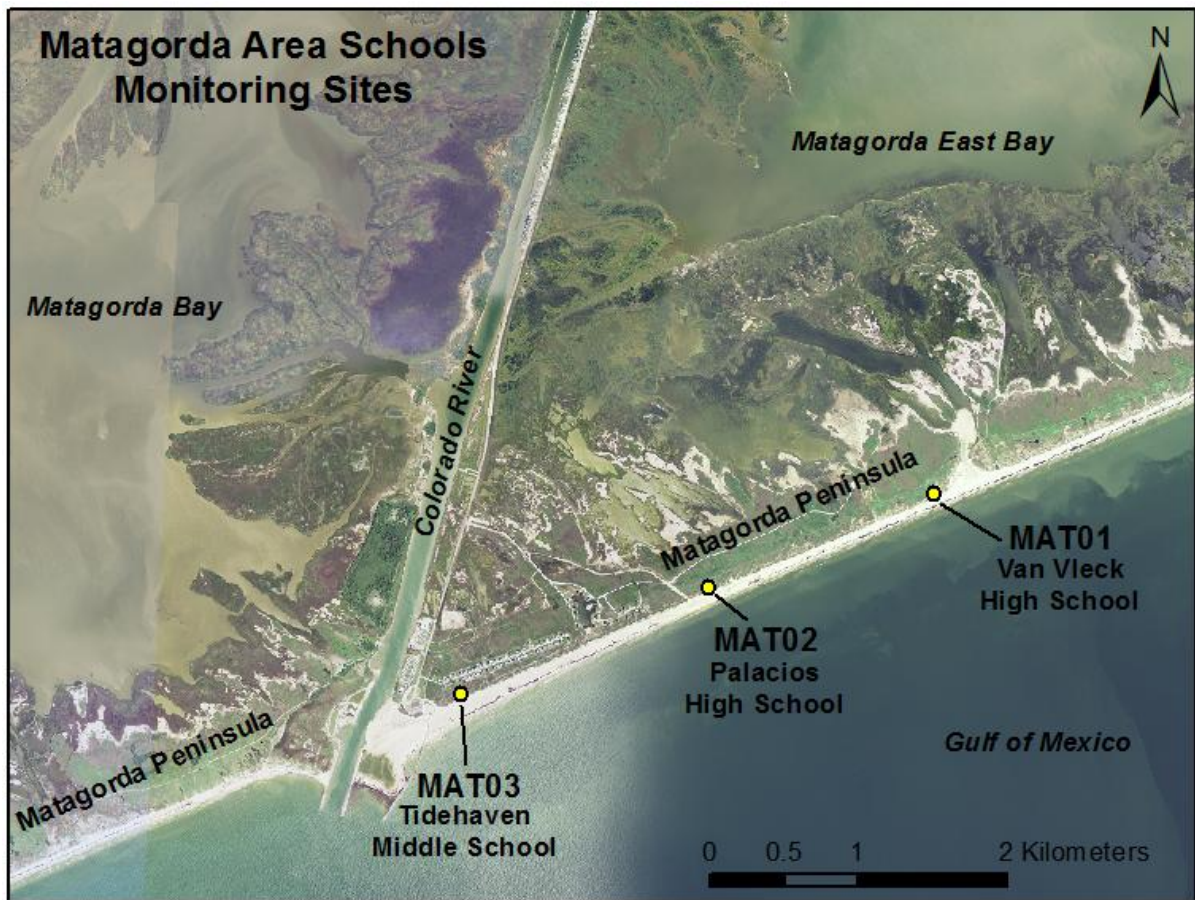 Matagorda Area Schools
Monitoring Sites
N
Matagorda East Bay
Matagorda Bay
Colorado River
Matagorda Peninsula
MAT01
Van Vleck
High School
MAT02
Palacios
High School
Matagorda Peninsula
Gulf of Mexico
MAT03
Tidehaven
Middle School
0 0.5 1 2 Kilometers